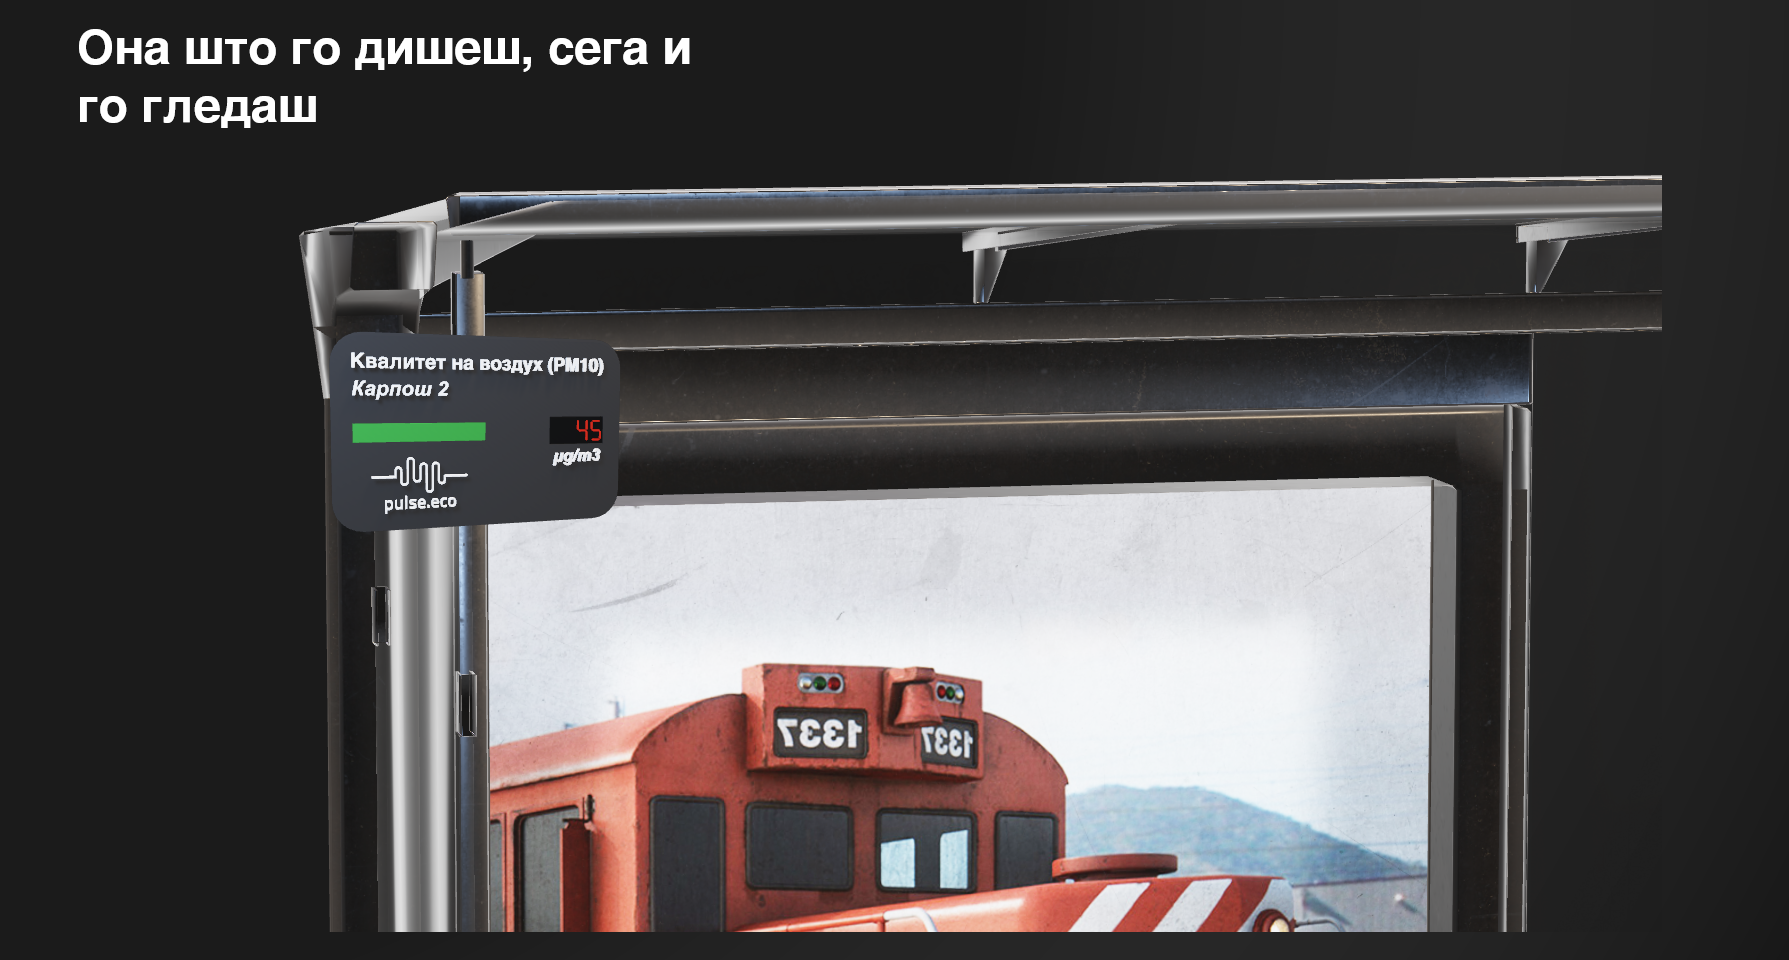 Она што го дишеш, сега и
го гледаш
Квалитет на воздух (PM10)
Карпош 2
45
µg/m3
pulse.eco
1337
1337